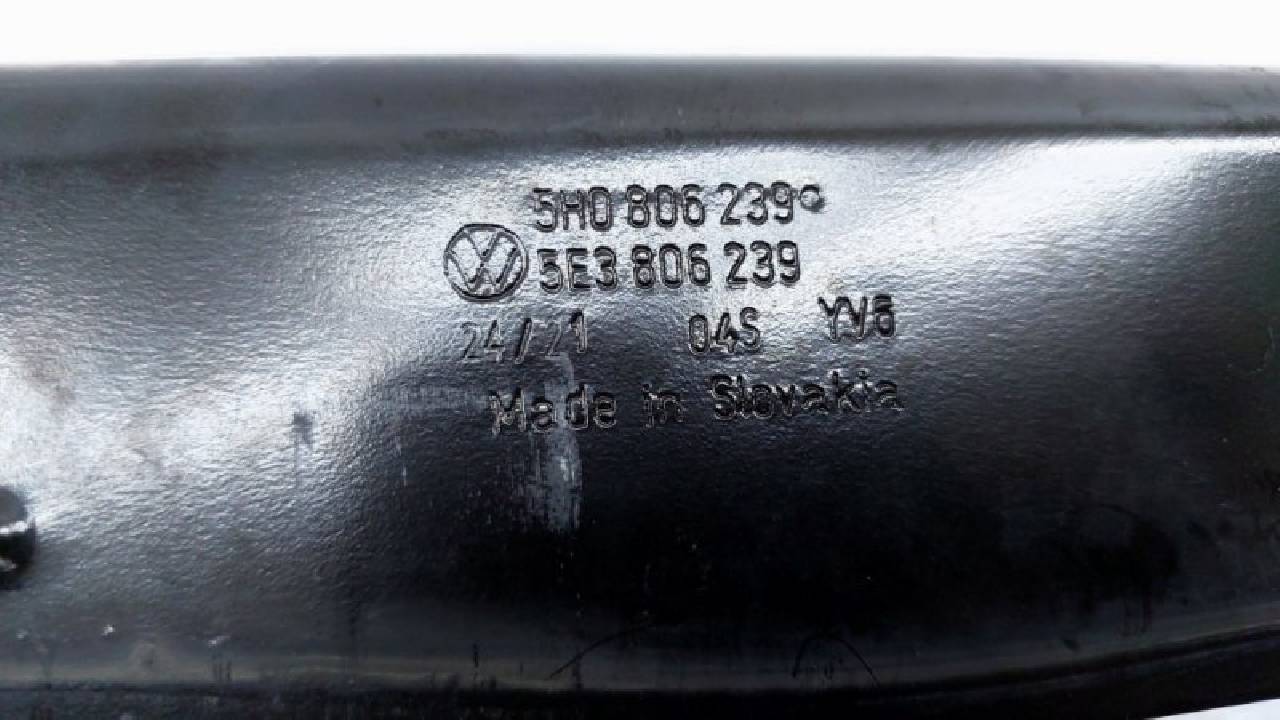 5H0 806 239
5E3 806 239
24/21 04S YV6
Made in Slovakia